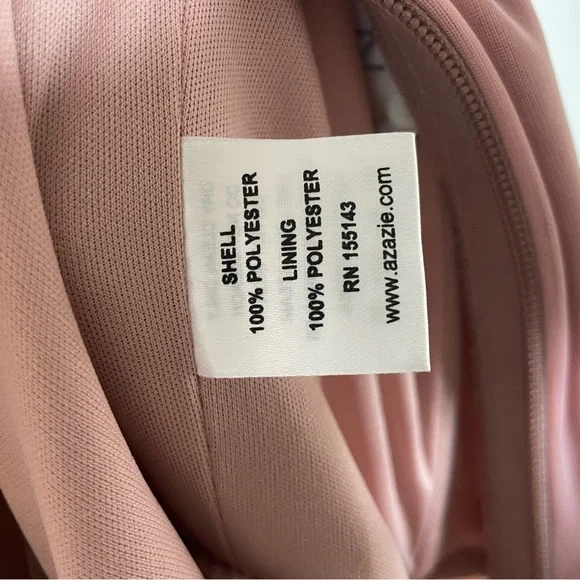 SHELL
100% POLYESTER
LINING
100% POLYESTER
RN 155143
www.azazie.com